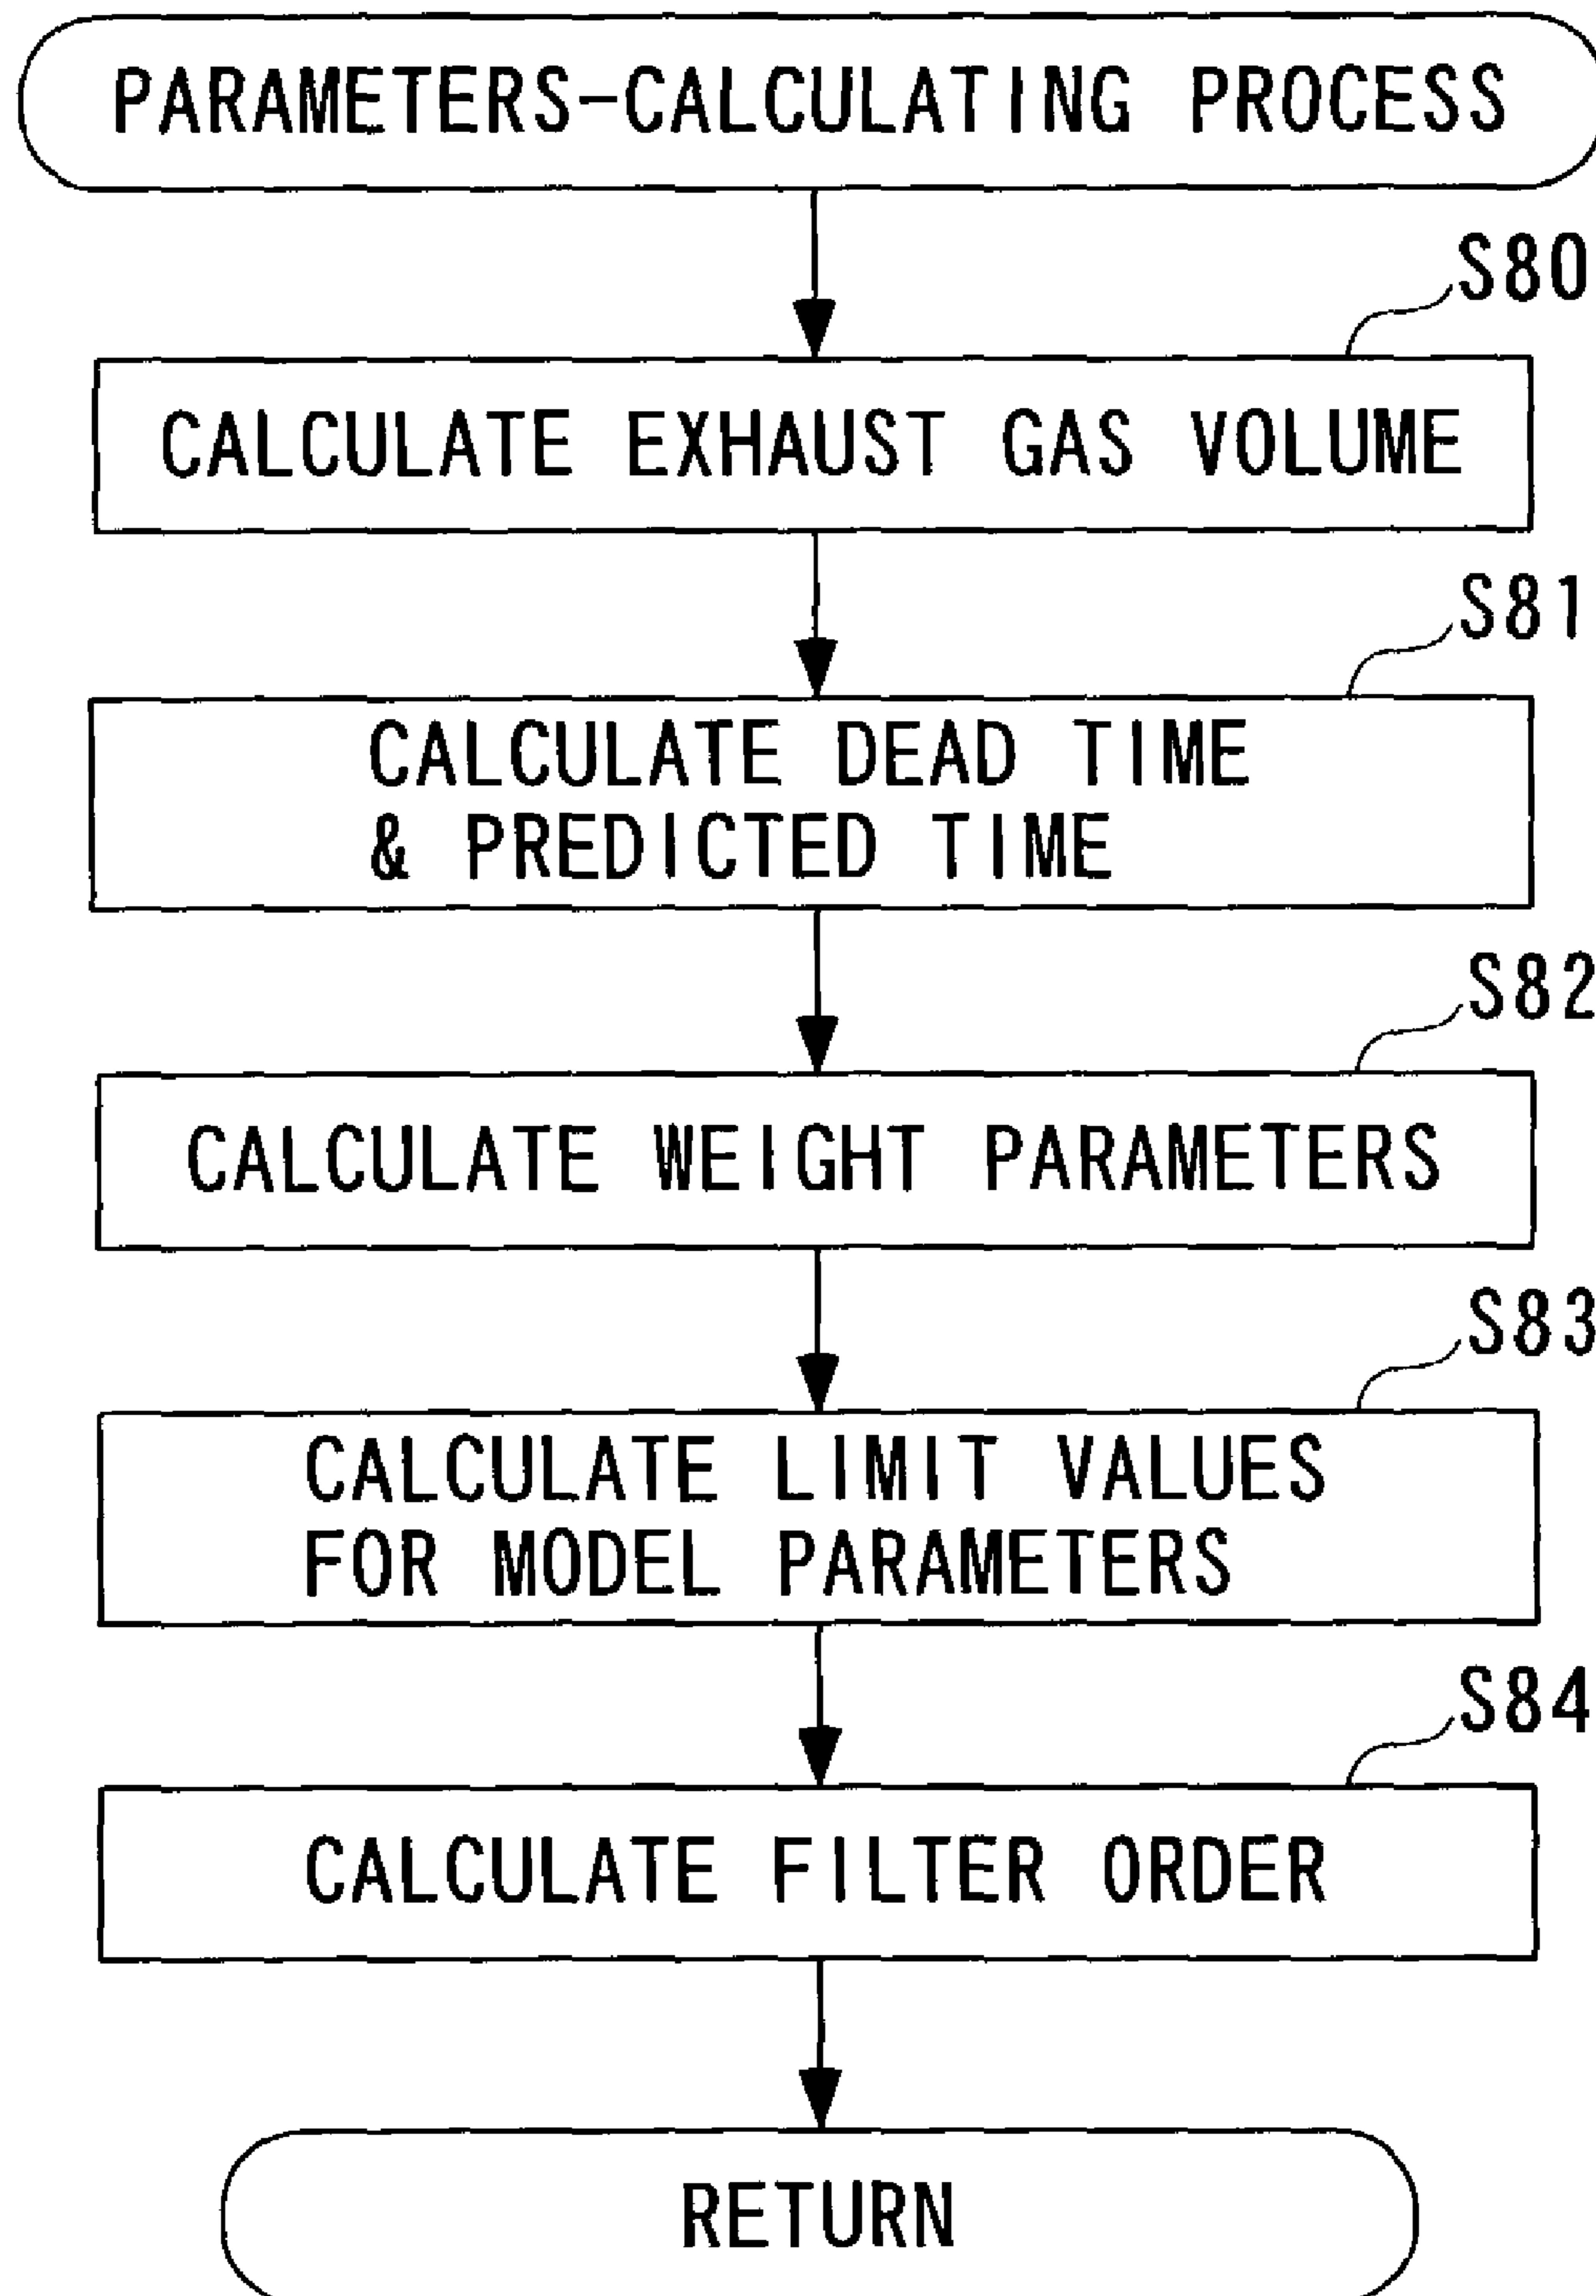 PARAMETERS-CALCULATING PROCESS
S80
CALCULATE EXHAUST GAS VOLUME
S81
CALCULATE DEAD TIME
& PREDICTED TIME
S82
CALCULATE WEIGHT PARAMETERS
S83
CALCULATE LIMIT VALUES
FOR MODEL PARAMETERS
S84
CALCULATE FILTER ORDER
RETURN